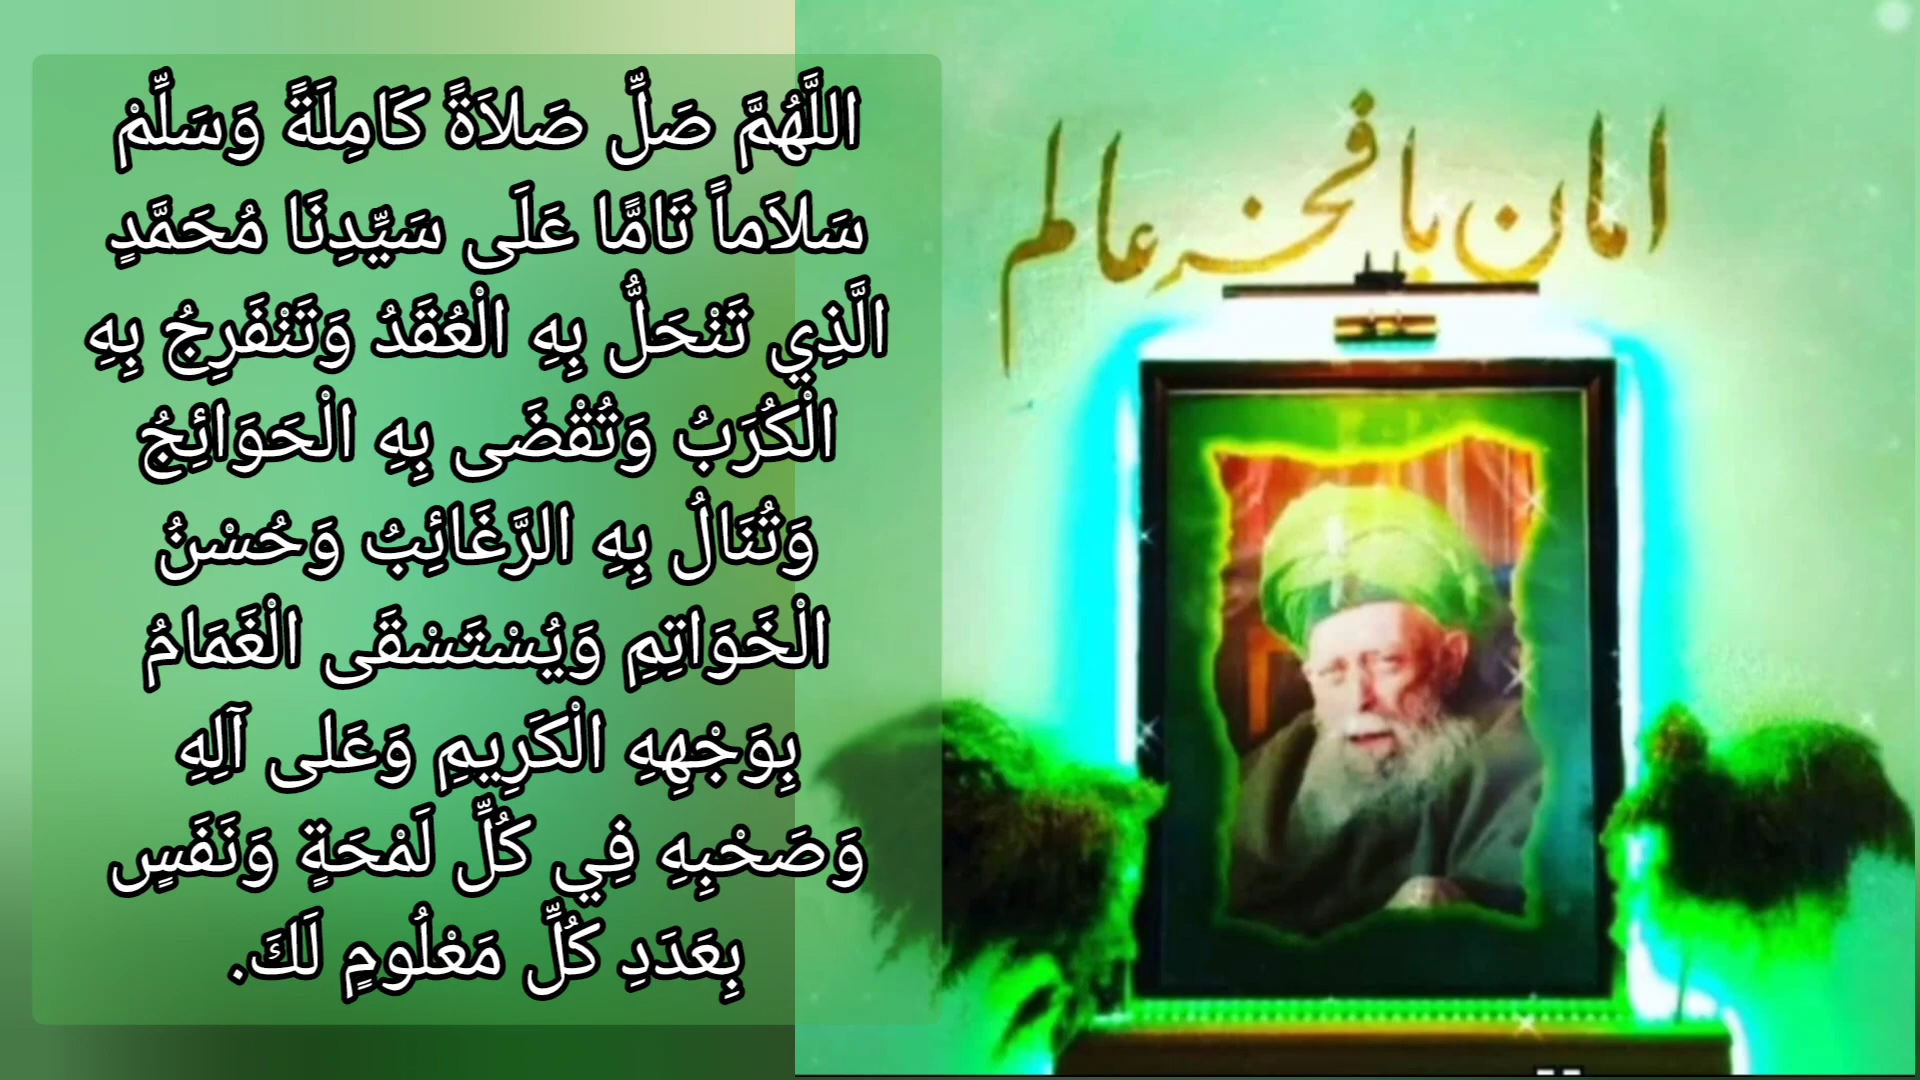 اللَّهُمَّ صَلِّ صَلاَةً كَامِلَةً وَسَلِّمْ
سَلاَماً تَامًّا عَلَى سَيِّدِنَا مُحَمَّدٍ
الَّذِي تَنْحَلُّ بِهِ الْعُقَدُ وَتَنْفَرِجُ بِهِ
الْكُرَبُ وَتُقْضَى بِهِ الْحَوَائِجُ
وَتُنَالُ بِهِ الرَّغَائِبُ وَحُسْنُ
الْخَوَاتِمِ وَيُسْتَسْقَى الْغَمَامُ
بِوَجْهِهِ الْكَرِيمِ وَعَلى آلِهِ
وَصَحْبِهِ فِي كُلِّ لَمْحَةٍ وَنَفَسٍ
بِعَدَدِ كُلِّ مَعْلُومٍ لَكَ.
امان یا فخر عالم